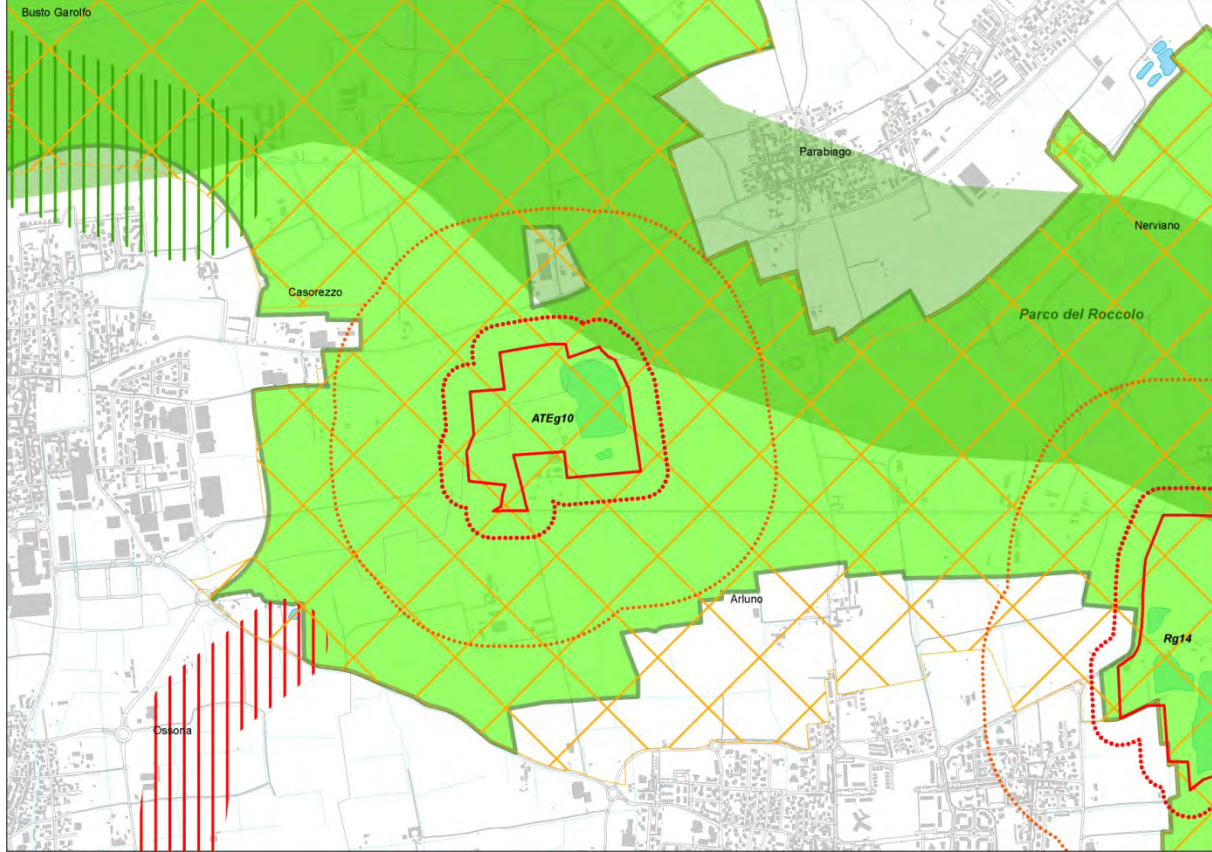 Busto Garolfo
Parabiago
Nerviano
Casorezzo
Parco del Roccolo
ATEg10
Arluno
Rg14
Ossona